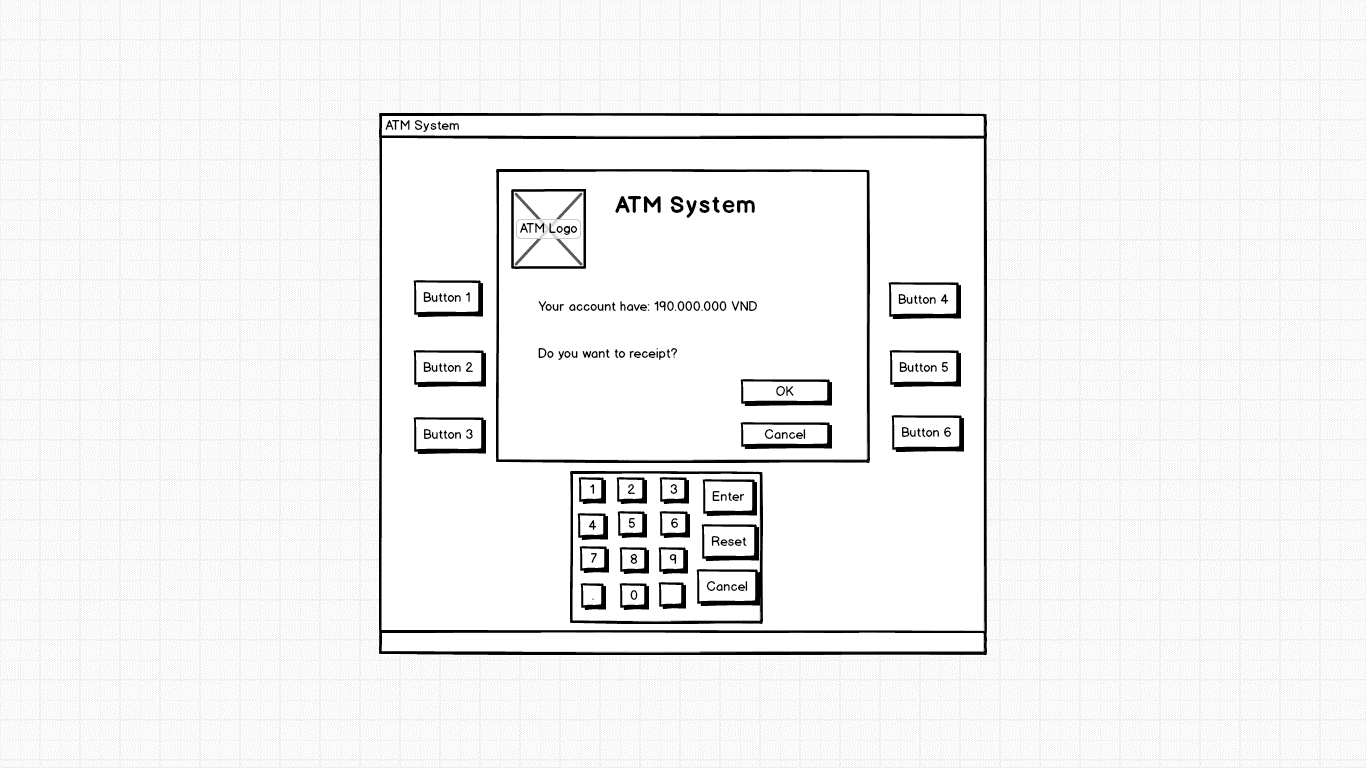 ATM System
ATM System
ATM Logo
Your account have: 190.000.000 VND
Do you want to receipt?
OK
Cancel
Button 1
Button 2
Button 3
Button 4
Button 5
Button 6
1 2 3 Enter
4 5 6 Reset
7 8 9 Cancel
. 0